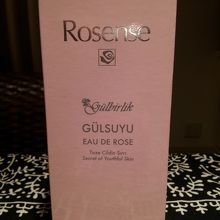 Rosense
Gülbirlik
GÜLSUYU
EAU DE ROSE
Taze Cildin Sırrı
Secret of Youthful Skin